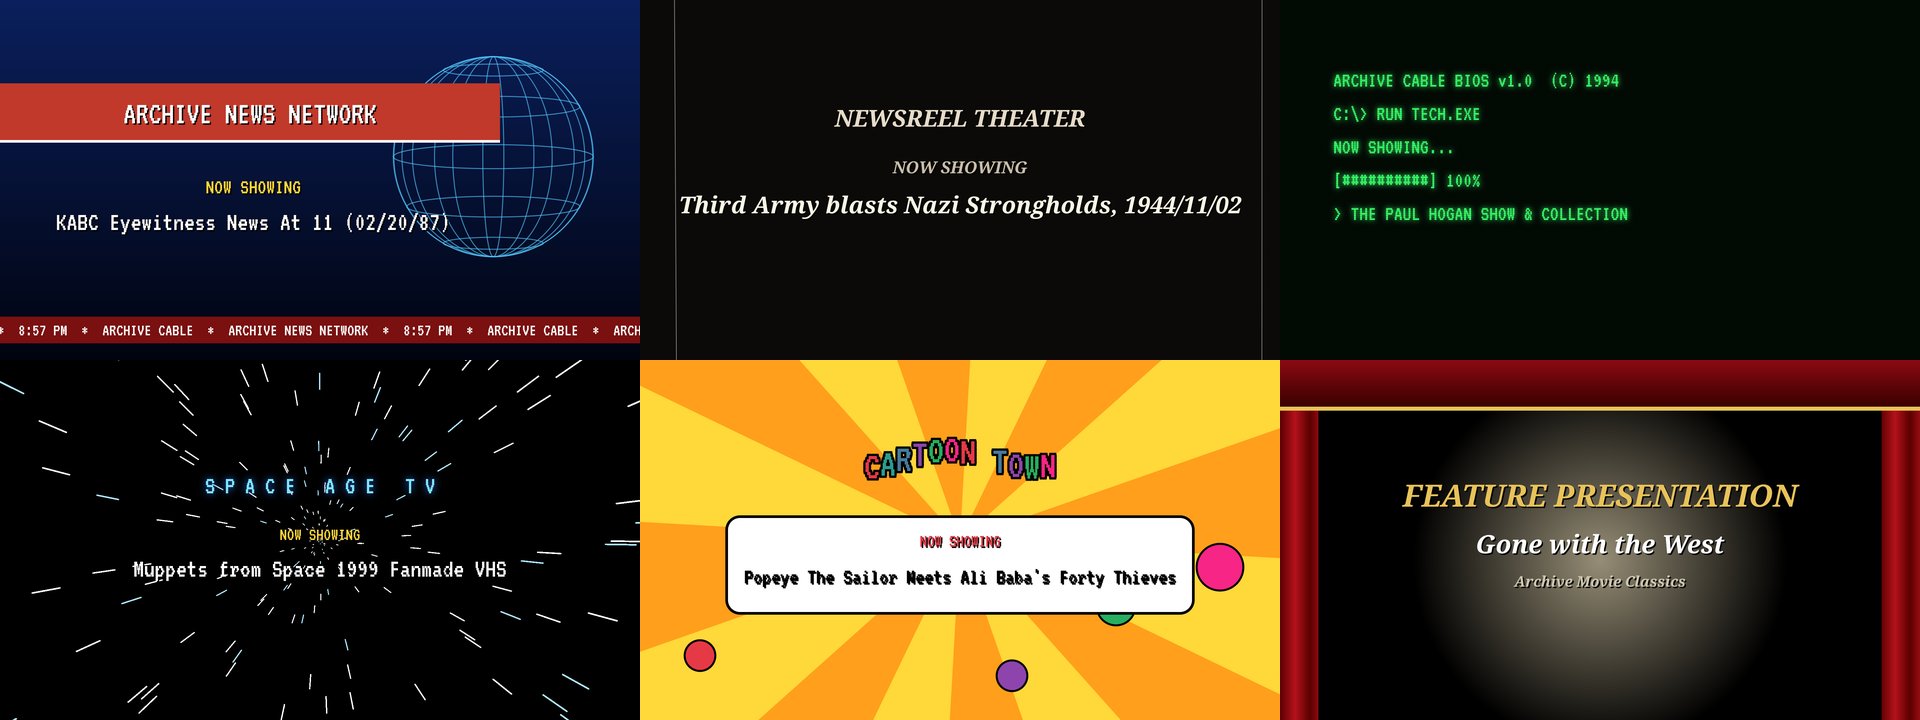 ARCHIVE NEWS NETWORK
NOW SHOWING
KABC Eyewitness News At 11 (02/20/87)
* 8:57 PM * ARCHIVE CABLE * ARCHIVE NEWS NETWORK * 8:57 PM * ARCHIVE CABLE * ARCH
NEWSREEL THEATER
NOW SHOWING
Third Army blasts Nazi Strongholds, 1944/11/02
ARCHIVE CABLE BIOS v1.0 (C) 1994
C:\> RUN TECH.EXE
NOW SHOWING...
[##########] 100%
> THE PAUL HOGAN SHOW & COLLECTION
SPACE AGE TV
NOW SHOWING
Muppets from Space 1999 Fanmade VHS
CARTOON TOWN
NOW SHOWING
Popeye The Sailor Meets Ali Baba's Forty Thieves
FEATURE PRESENTATION
Gone with the West
Archive Movie Classics